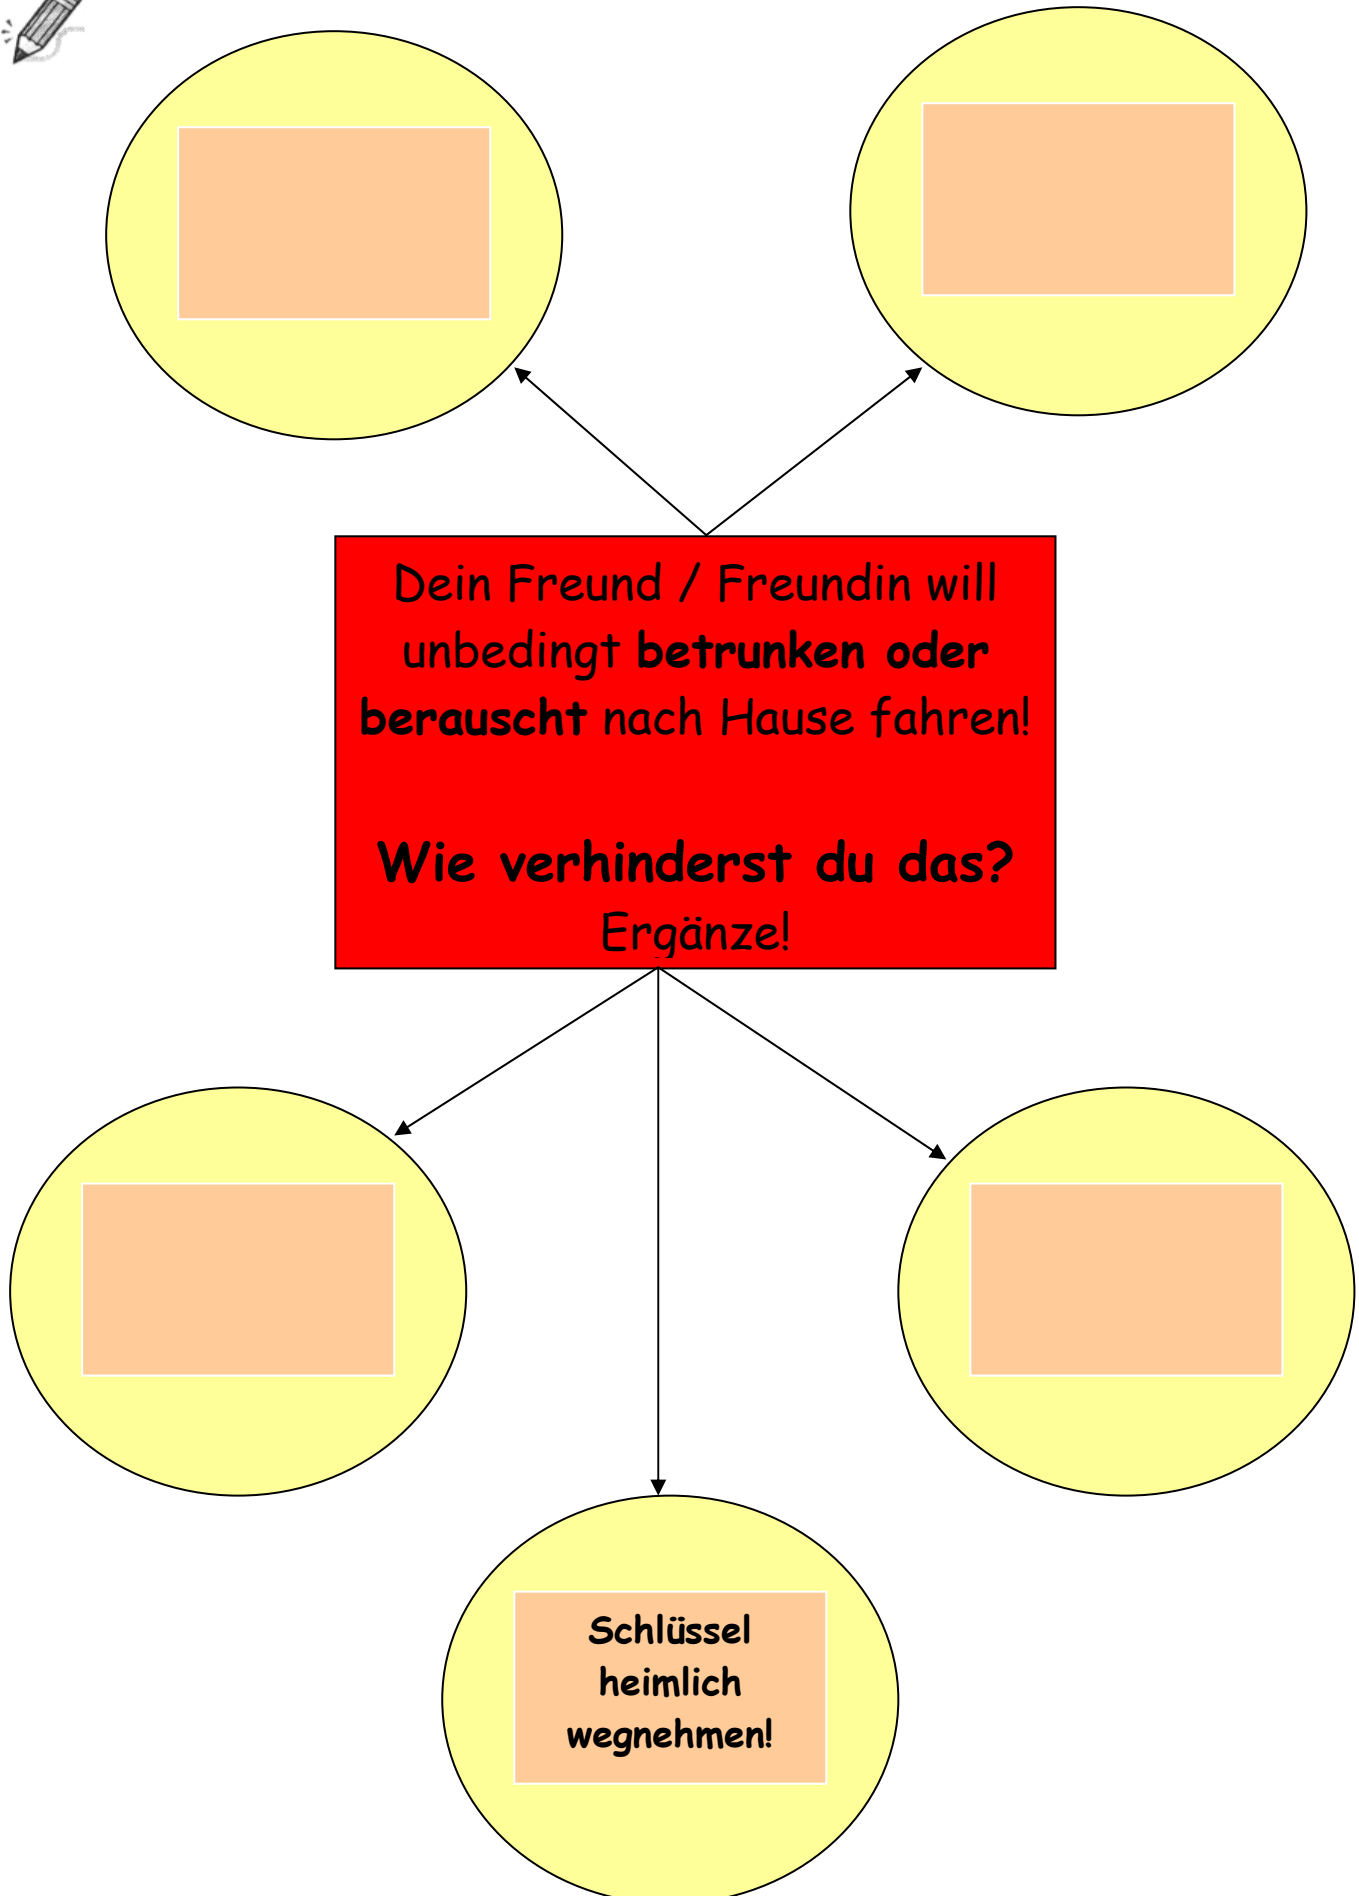 Dein Freund / Freundin will
unbedingt betrunken oder
berauscht nach Hause fahren!
Wie verhinderst du das?
Ergänze!
Schlüssel
heimlich
wegnehmen!